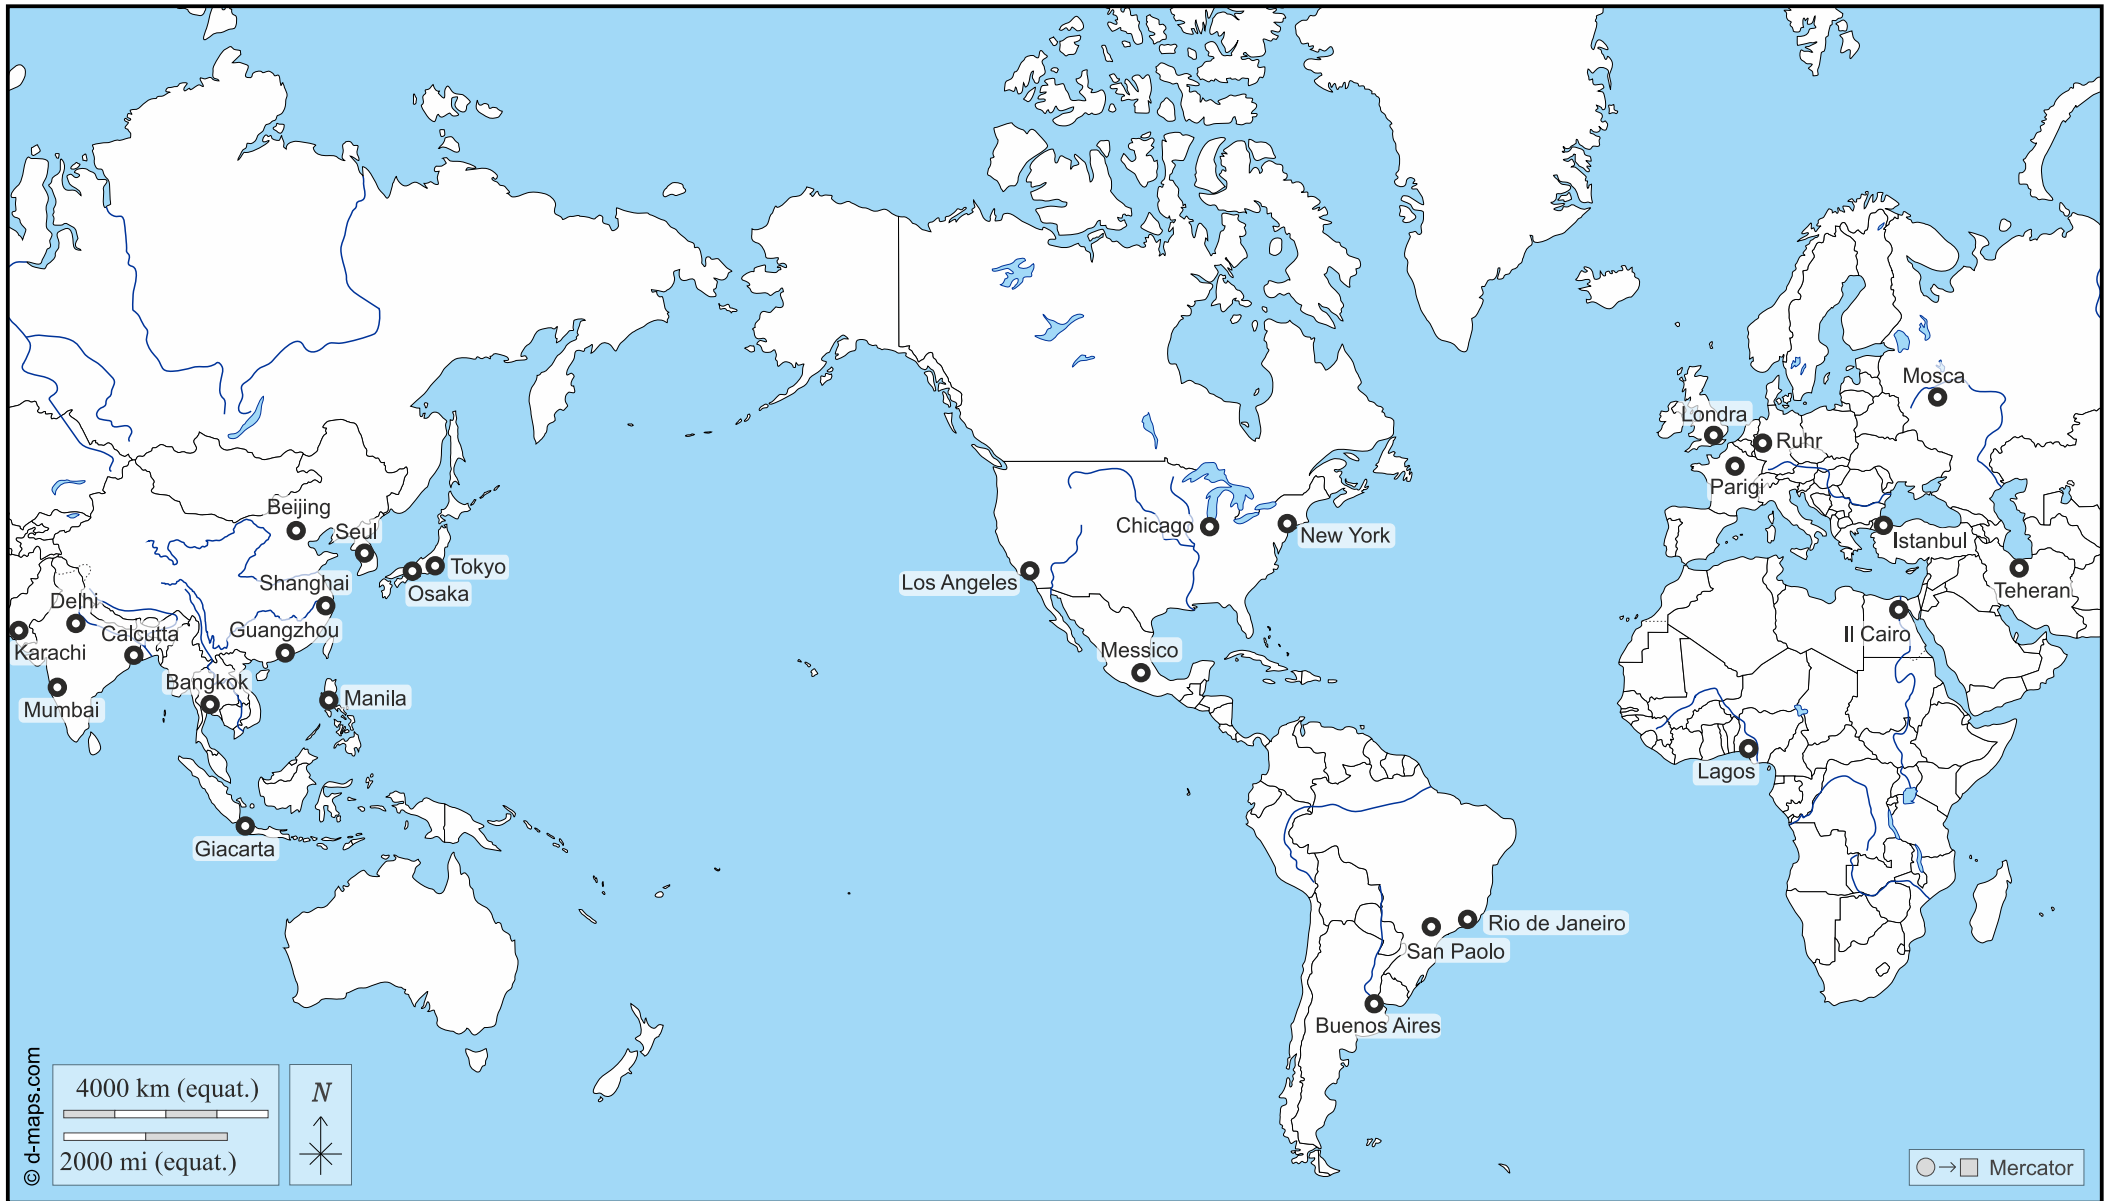 Mosca
Londra
Ruhr
Parigi
Beijing
Seul
Chicago
New York
Istanbul
Tokyo
Osaka
Shanghai
Los Angeles
Teheran
Delhi
Calcutta
Guangzhou
Il Cairo
Karachi
Messico
Bangkok
Manila
Mumbai
Lagos
Giacarta
Rio de Janeiro
San Paolo
Buenos Aires
© d-maps.com
4000 km (equat.)
2000 mi (equat.)
N
Mercator